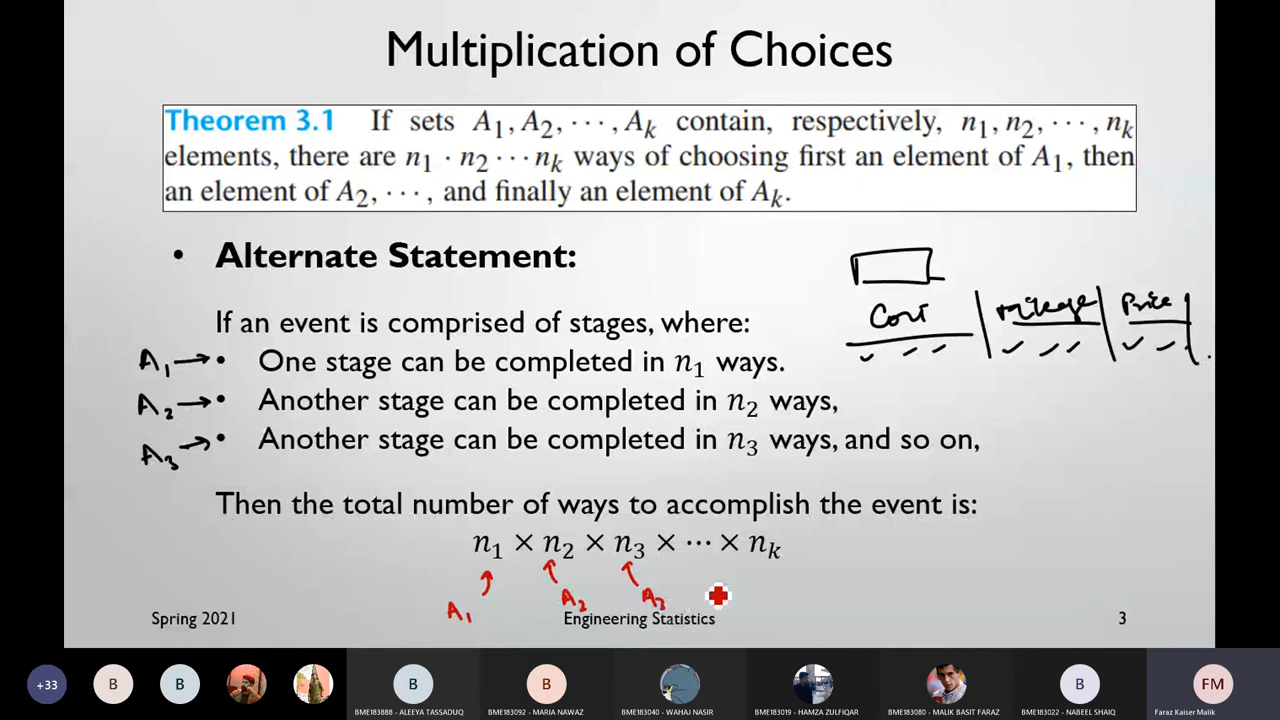 Multiplication of Choices
Theorem 3.1 If sets A₁, A₂, ⋯, Aₖ contain, respectively, n₁, n₂, ⋯, nₖ
elements, there are n₁ · n₂ ⋯ nₖ ways of choosing first an element of A₁, then
an element of A₂, ⋯, and finally an element of Aₖ.
• Alternate Statement:
If an event is comprised of stages, where:
Mileage Price
A₁ → • One stage can be completed in n₁ ways.
A₂ → • Another stage can be completed in n₂ ways,
A₃ → • Another stage can be completed in n₃ ways, and so on,
Then the total number of ways to accomplish the event is:
n₁ × n₂ × n₃ × ⋯ × nₖ
A₁ A₂ A₃
Spring 2021 Engineering Statistics 3
+33 B B B B B FM
BME183888 - ALEEYA TASSADUQ BME183092 - MARIA NAWAZ BME183040 - WAHAJ NASIR BME183019 - HAMZA ZULFIQAR BME183080 - MALIK BASIT FARAZ BME183022 - NABEEL SHAIQ Faraz Kaiser Malik